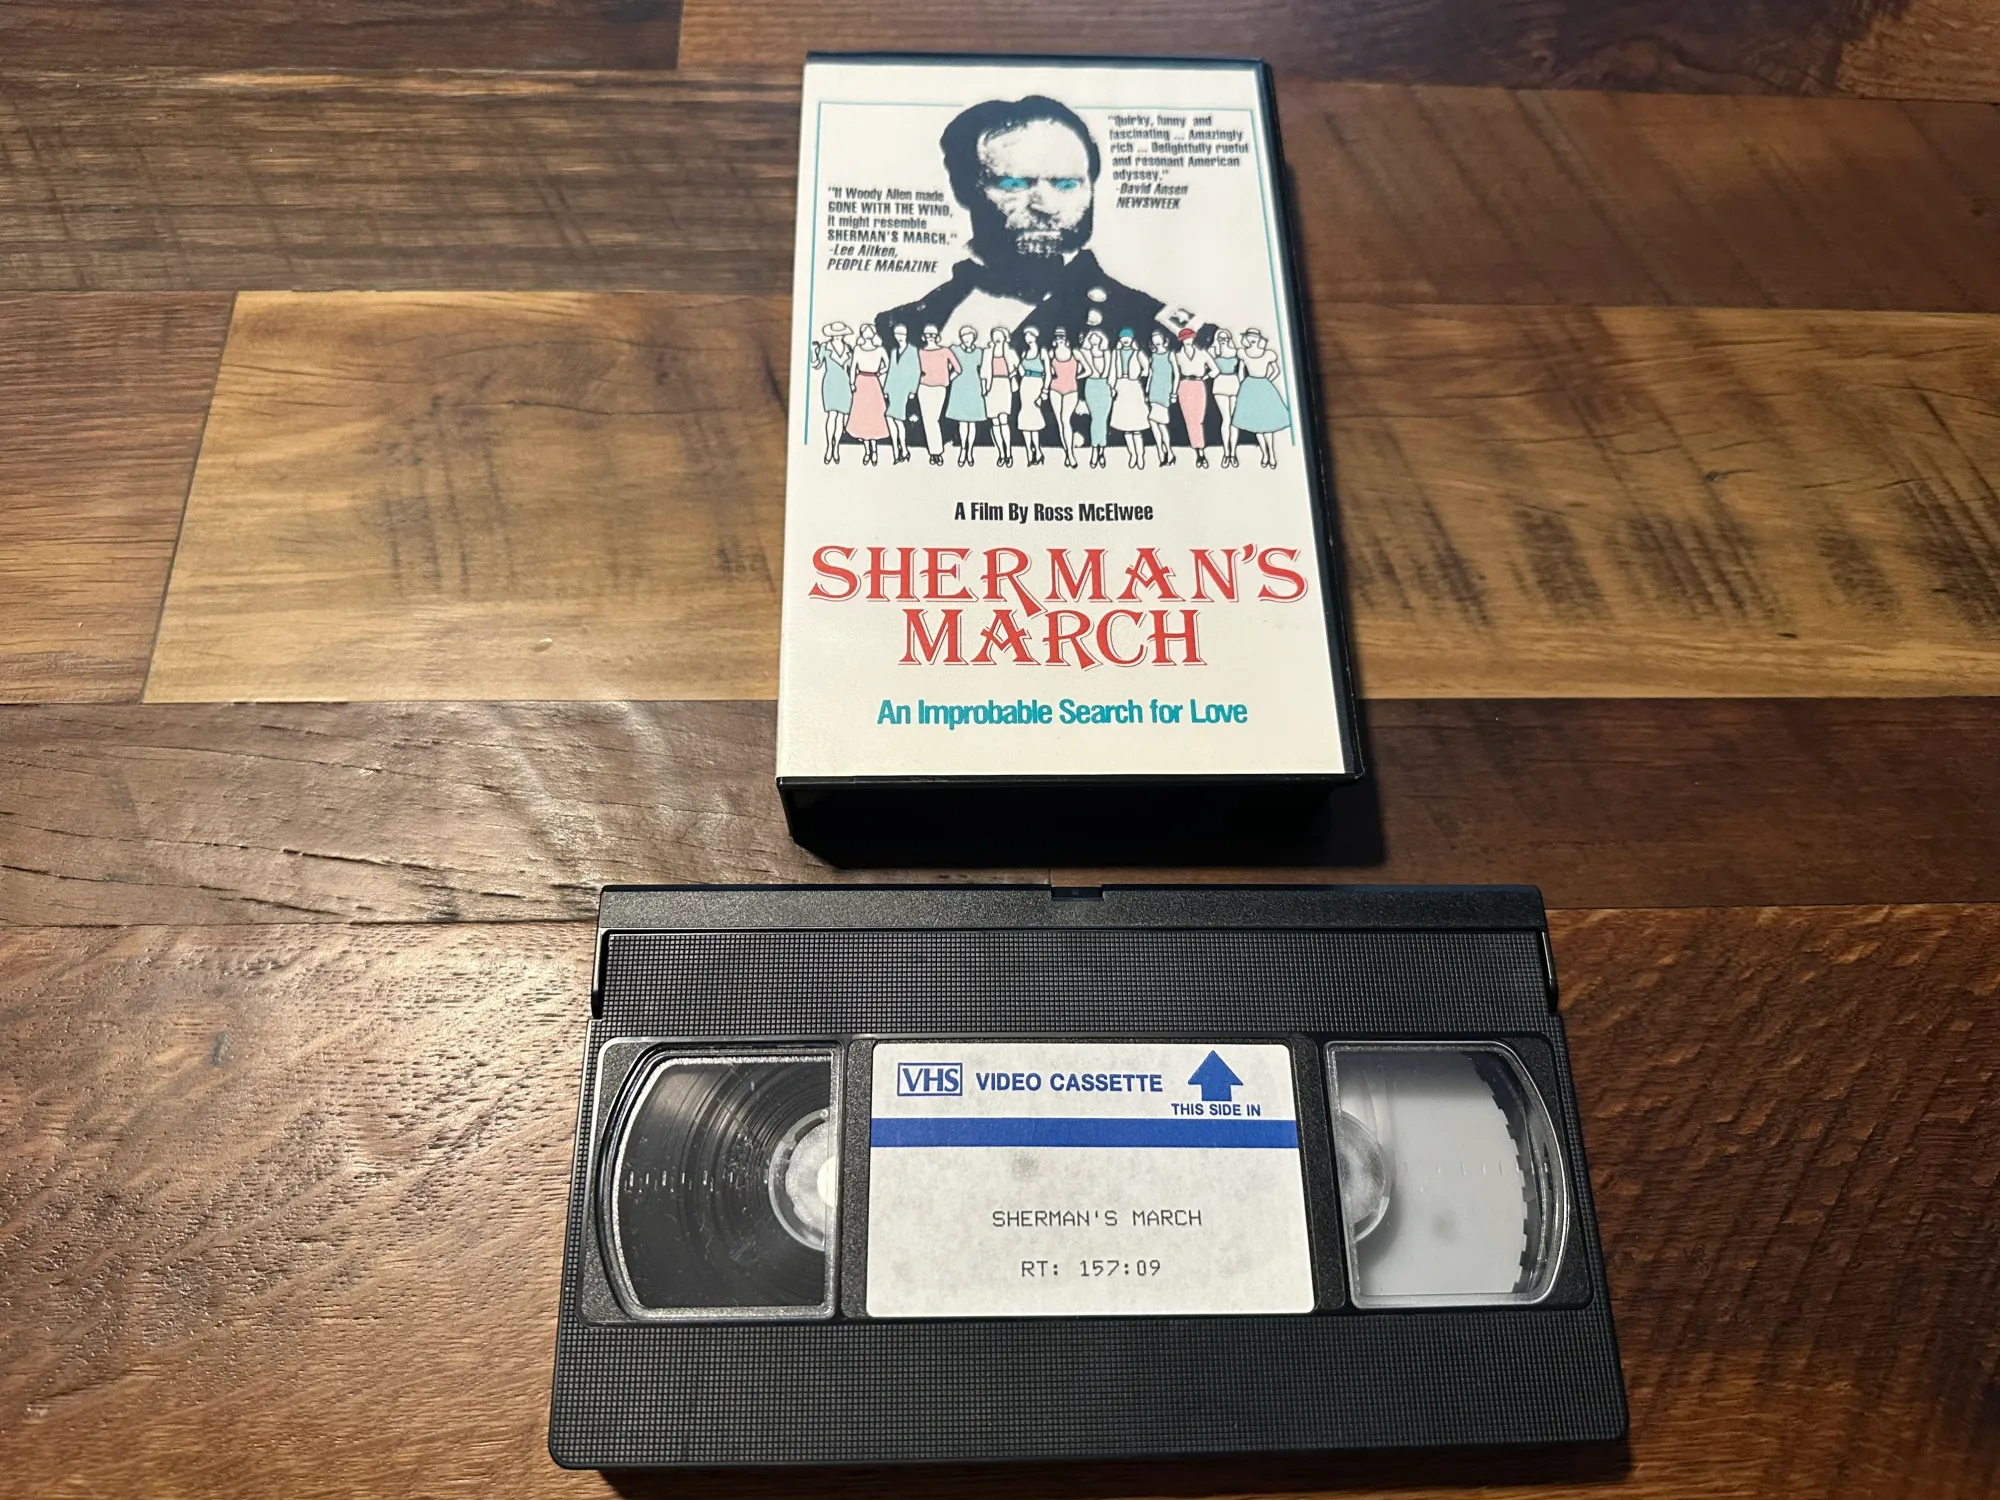 "If Woody Allen made
GONE WITH THE WIND,
it might resemble
SHERMAN'S MARCH."
-Lee Aitken,
PEOPLE MAGAZINE
"Quirky, funny and
fascinating ... Amazingly
rich ... Delightfully rueful
and resonant American
odyssey."
-David Ansen
NEWSWEEK
A Film By Ross McElwee
SHERMAN'S
MARCH
An Improbable Search for Love
VHS VIDEO CASSETTE
THIS SIDE IN
SHERMAN'S MARCH
RT: 157:09